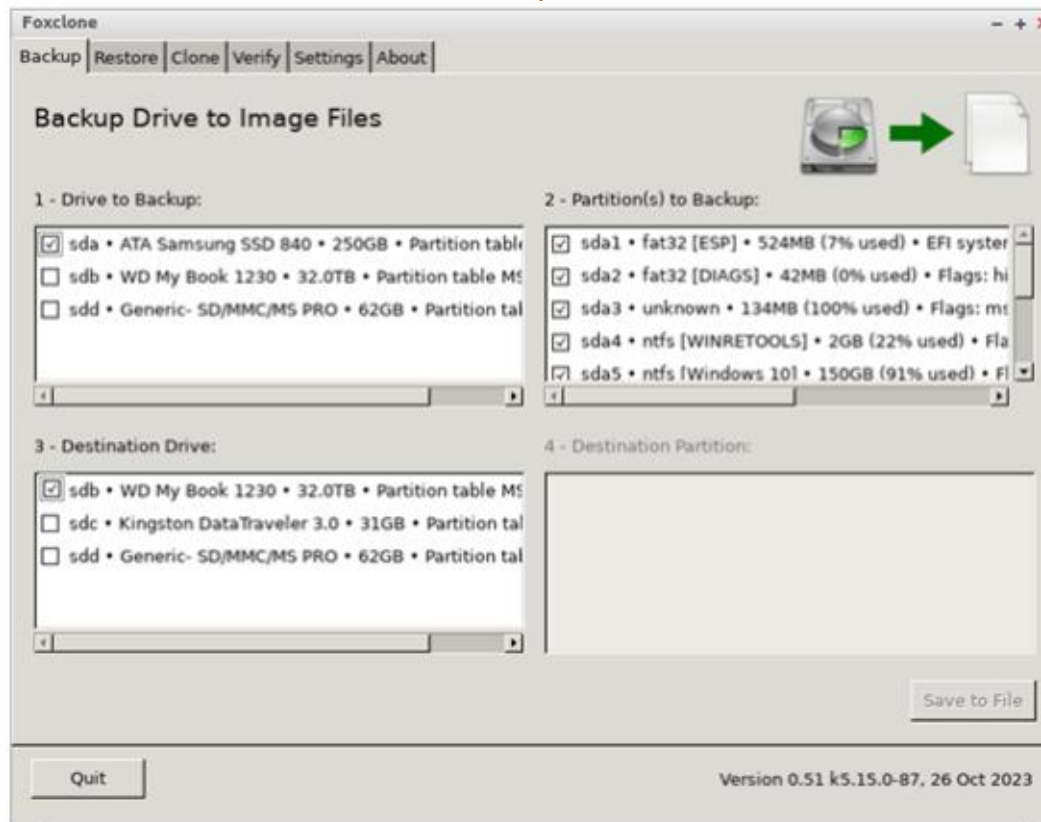 Foxclone
Backup Restore Clone Verify Settings About
Backup Drive to Image Files
1 - Drive to Backup:
sda • ATA Samsung SSD 840 • 250GB • Partition table
sdb • WD My Book 1230 • 32.0TB • Partition table MS
sdd • Generic- SD/MMC/MS PRO • 62GB • Partition tal
2 - Partition(s) to Backup:
sda1 • fat32 [ESP] • 524MB (7% used) • EFI syster
sda2 • fat32 [DIAGS] • 42MB (0% used) • Flags: hi
sda3 • unknown • 134MB (100% used) • Flags: ms
sda4 • ntfs [WINRETOOLS] • 2GB (22% used) • Fla
sda5 • ntfs [Windows 10] • 150GB (91% used) • Fl
3 - Destination Drive:
sdb • WD My Book 1230 • 32.0TB • Partition table MS
sdc • Kingston DataTraveler 3.0 • 31GB • Partition tal
sdd • Generic- SD/MMC/MS PRO • 62GB • Partition tal
4 - Destination Partition:
Save to File
Quit
Version 0.51 k5.15.0-87, 26 Oct 2023